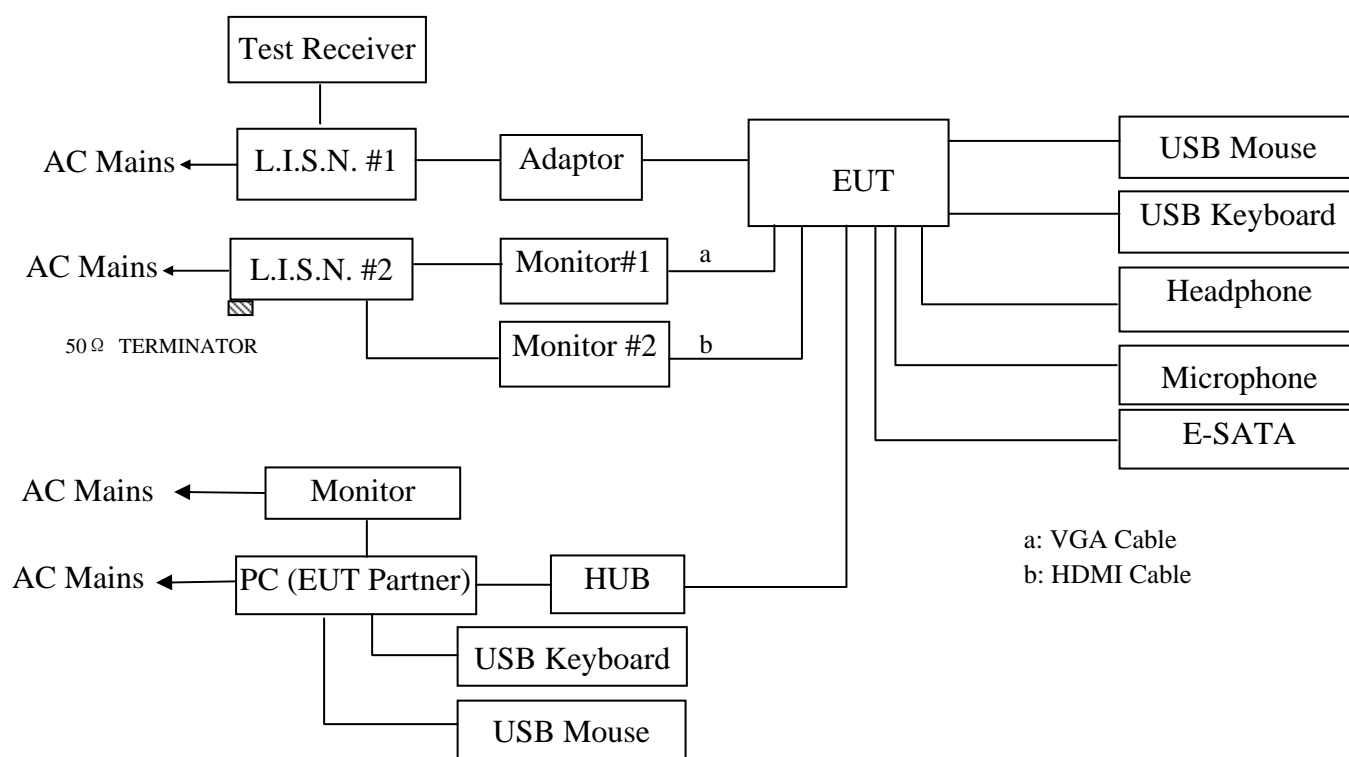 Test Receiver
AC Mains
L.I.S.N. #1
Adaptor
EUT
USB Mouse
USB Keyboard
AC Mains
L.I.S.N. #2
Monitor#1
a
Headphone
50Ω TERMINATOR
Monitor #2
b
Microphone
E-SATA
AC Mains
Monitor
a: VGA Cable
b: HDMI Cable
AC Mains
PC (EUT Partner)
HUB
USB Keyboard
USB Mouse